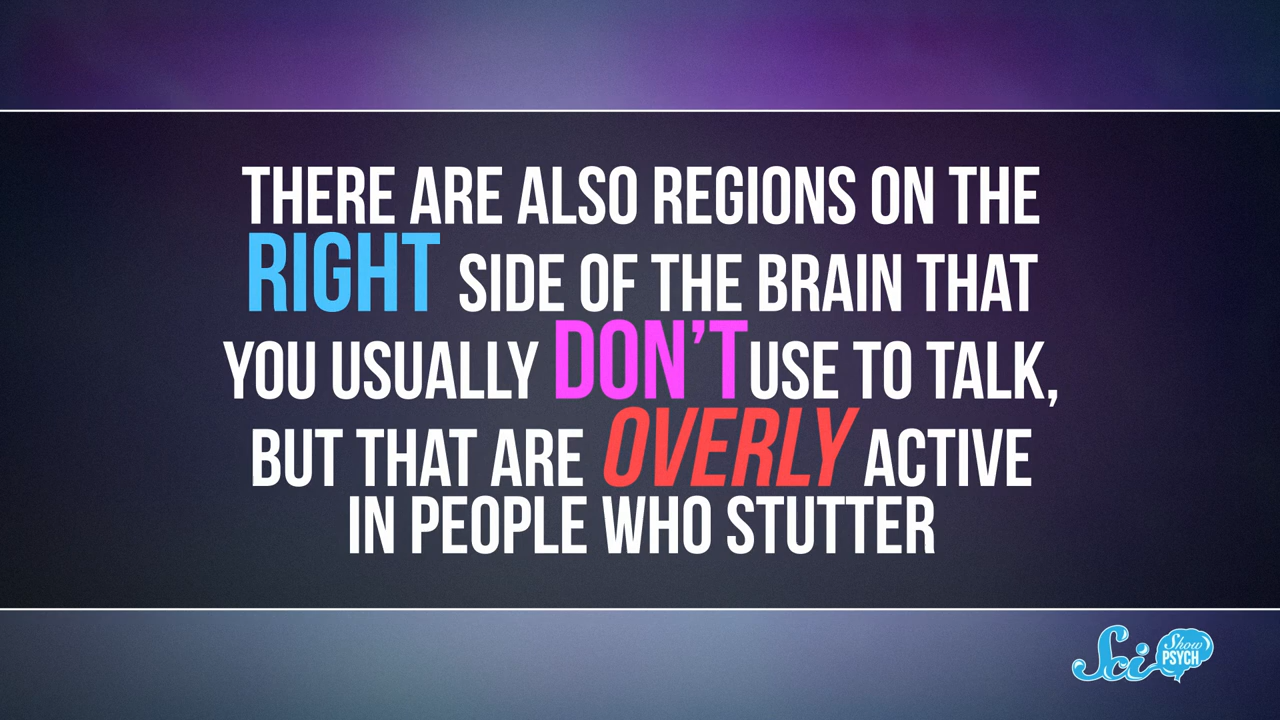 THERE ARE ALSO REGIONS ON THE
RIGHT SIDE OF THE BRAIN THAT
YOU USUALLY DON'T USE TO TALK,
BUT THAT ARE OVERLY ACTIVE
IN PEOPLE WHO STUTTER
Sci Show
PSYCH